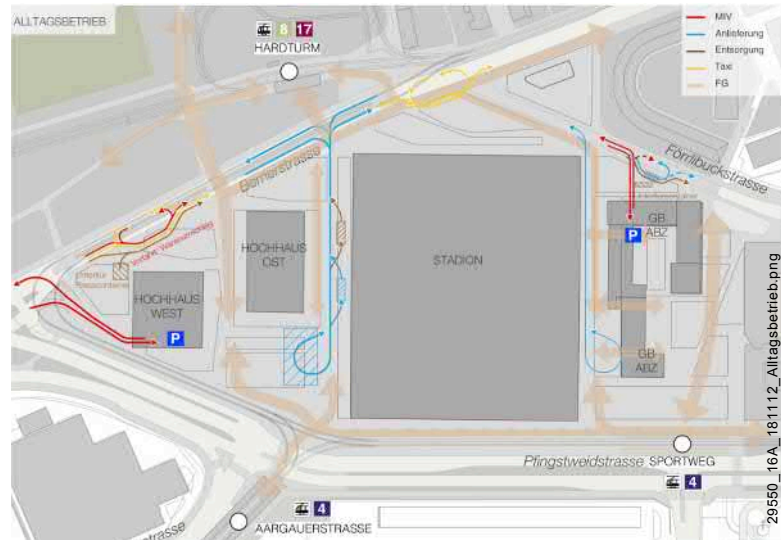 ALLTAGSBETRIEB
8 17
HARDTURM
MIV
Anlieferung
Entsorgung
Taxi
FG
Bernerstrasse
Förrlibuckstrasse
GB
ABZ
P
HOCHHAUS
OST
STADION
HOCHHAUS
WEST
P
GB
ABZ
Pfingstweidstrasse
SPORTWEG
4
4
AARGAUERSTRASSE
strasse
29550_16A_181112_Alltagsbetrieb.png